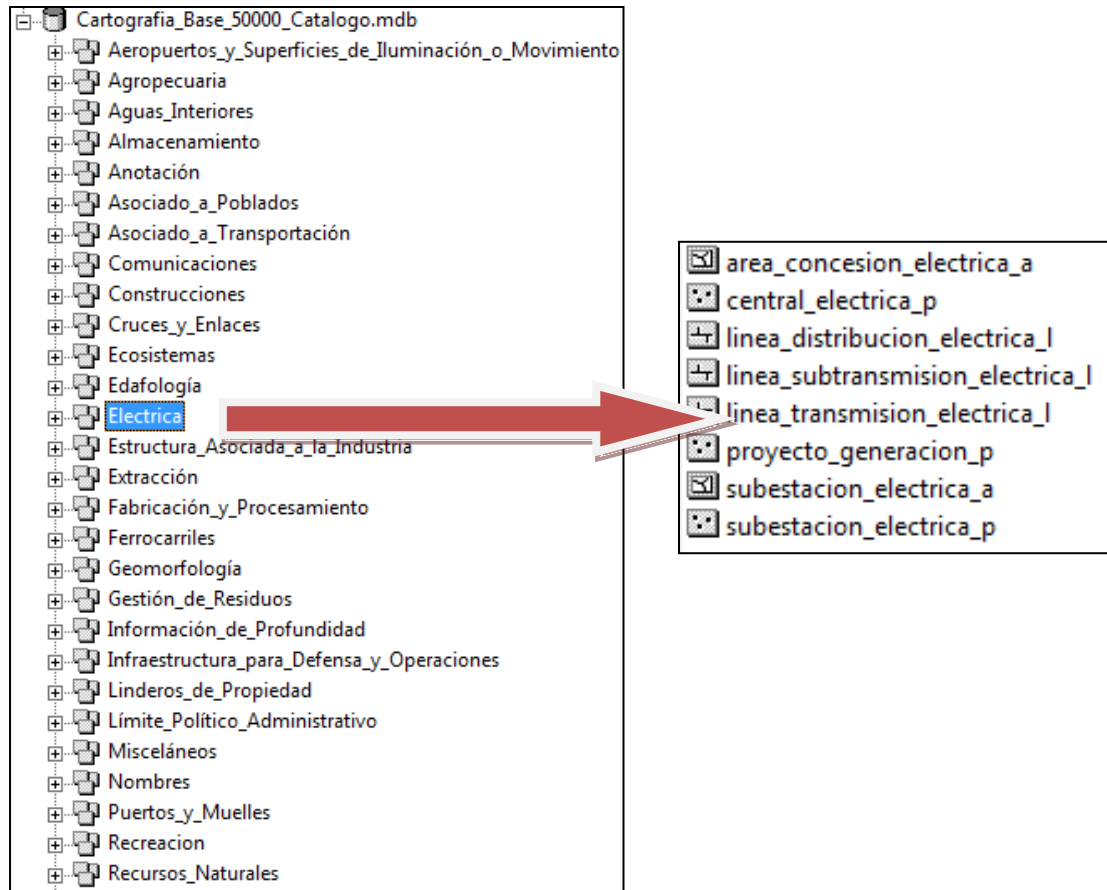 Cartografia_Base_50000_Catalogo.mdb
Aeropuertos_y_Superficies_de_Iluminación_o_Movimiento
Agropecuaria
Aguas_Interiores
Almacenamiento
Anotación
Asociado_a_Poblados
Asociado_a_Transportación
Comunicaciones
Construcciones
Cruces_y_Enlaces
Ecosistemas
Edafología
Electrica
Estructura_Asociada_a_la_Industria
Extracción
Fabricación_y_Procesamiento
Ferrocarriles
Geomorfología
Gestión_de_Residuos
Información_de_Profundidad
Infraestructura_para_Defensa_y_Operaciones
Linderos_de_Propiedad
Límite_Político_Administrativo
Misceláneos
Nombres
Puertos_y_Muelles
Recreacion
Recursos_Naturales
area_concesion_electrica_a
central_electrica_p
linea_distribucion_electrica_l
linea_subtransmision_electrica_l
linea_transmision_electrica_l
proyecto_generacion_p
subestacion_electrica_a
subestacion_electrica_p